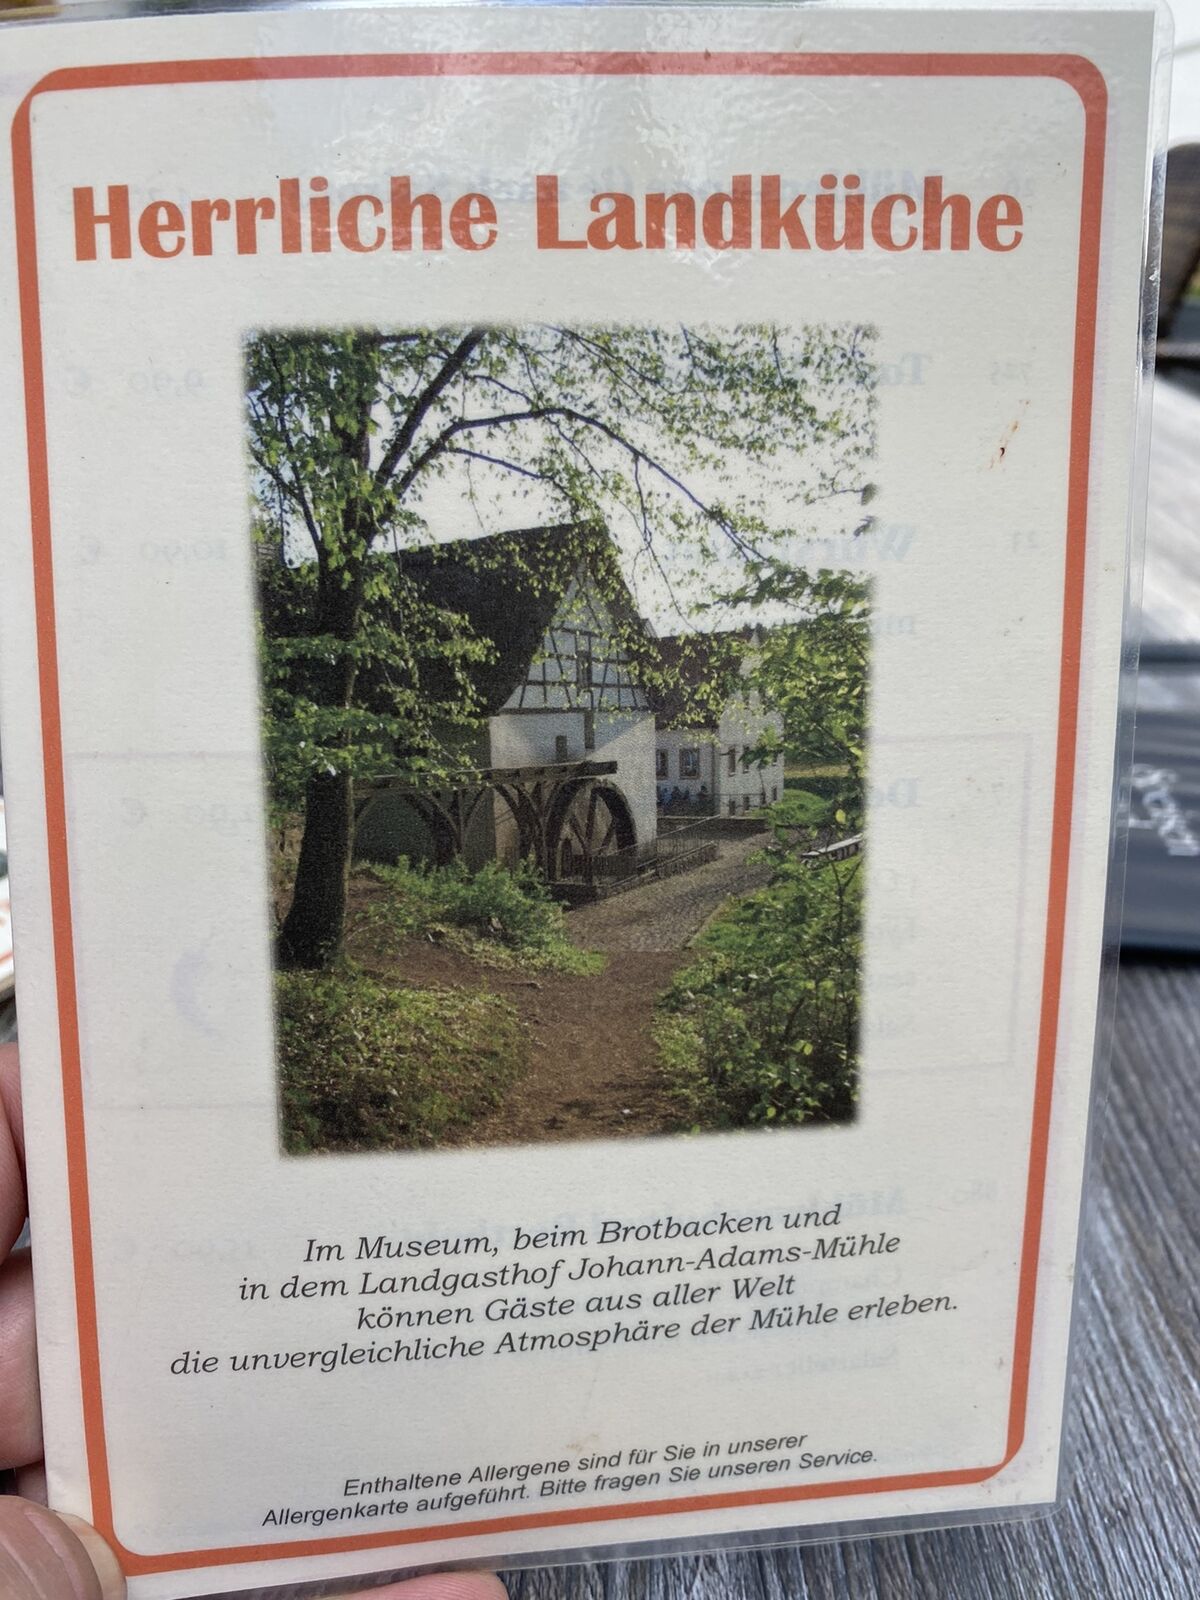 Herrliche Landküche
Im Museum, beim Brotbacken und
in dem Landgasthof Johann-Adams-Mühle
können Gäste aus aller Welt
die unvergleichliche Atmosphäre der Mühle erleben.
Enthaltene Allergene sind für Sie in unserer
Allergenkarte aufgeführt. Bitte fragen Sie unseren Service.